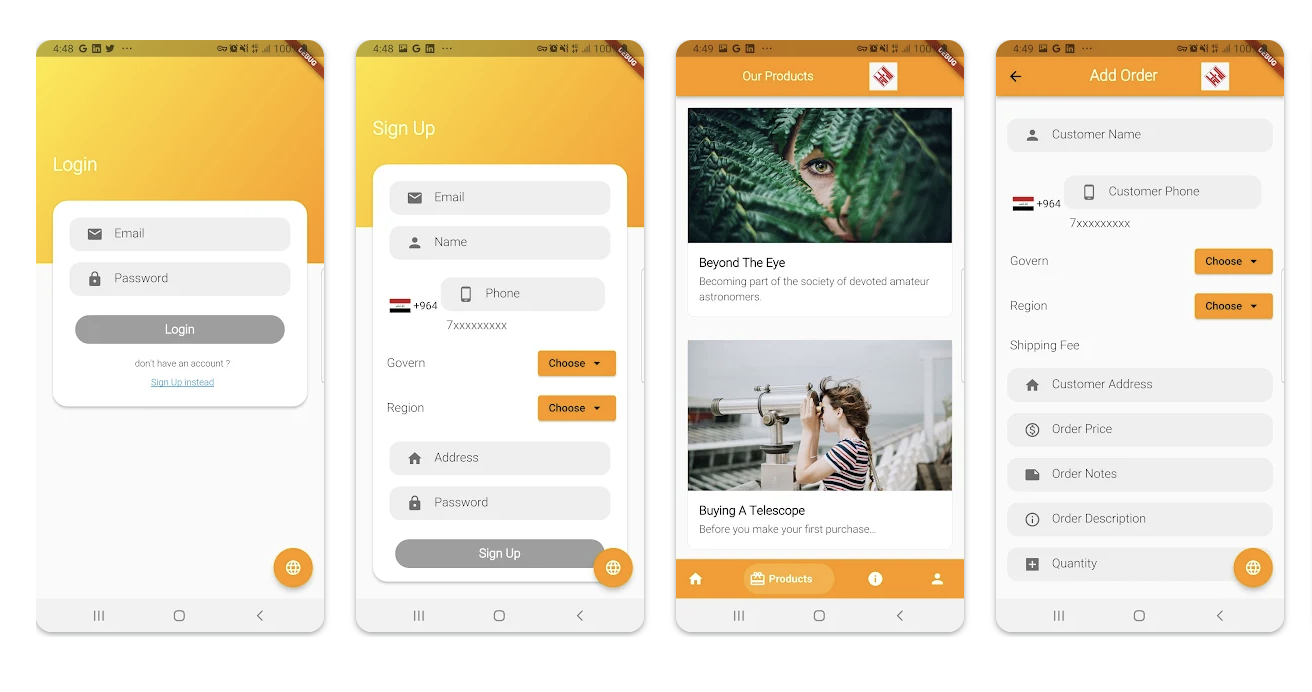 4:48
100
DEBUG
Login
Email
Password
Login
don't have an account ?
Sign Up instead
4:48
100
DEBUG
Sign Up
Email
Name
+964
Phone
7xxxxxxxxx
Govern
Choose
Region
Choose
Address
Password
Sign Up
4:49
100
DEBUG
Our Products
Beyond The Eye
Becoming part of the society of devoted amateur
astronomers.
Buying A Telescope
Before you make your first purchase...
Products
4:49
100
DEBUG
Add Order
Customer Name
+964
Customer Phone
7xxxxxxxxx
Govern
Choose
Region
Choose
Shipping Fee
Customer Address
Order Price
Order Notes
Order Description
Quantity